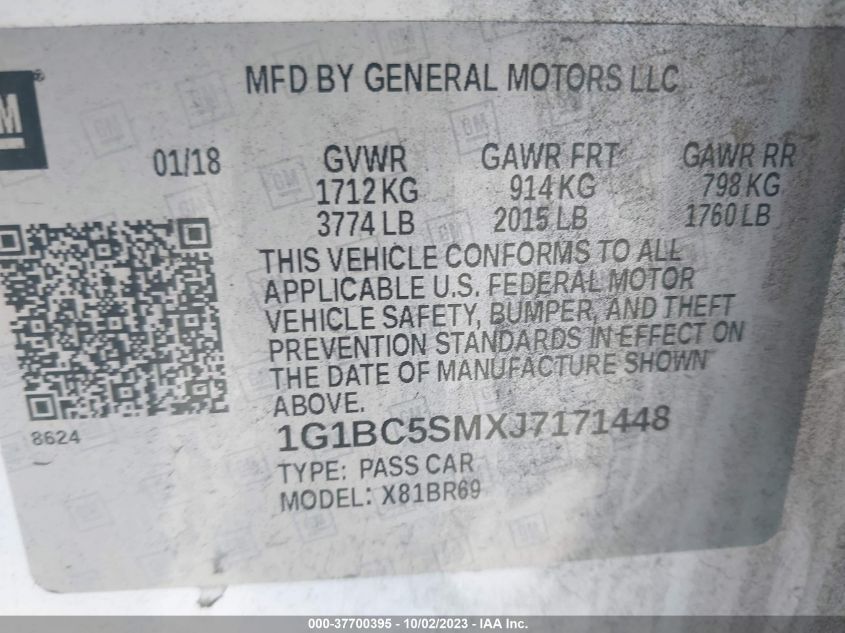 GM
MFD BY GENERAL MOTORS LLC
01/18 GVWR GAWR FRT GAWR RR
1712 KG 914 KG 798 KG
3774 LB 2015 LB 1760 LB
THIS VEHICLE CONFORMS TO ALL
APPLICABLE U.S. FEDERAL MOTOR
VEHICLE SAFETY, BUMPER, AND THEFT
PREVENTION STANDARDS IN EFFECT ON
THE DATE OF MANUFACTURE SHOWN
ABOVE.
8624
1G1BC5SMXJ7171448
TYPE: PASS CAR
MODEL: X81BR69
000-37700395 - 10/02/2023 - IAA Inc.